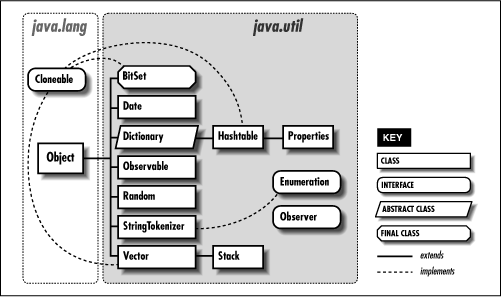 java.lang
java.util
Cloneable
BitSet
Date
Dictionary
Hashtable
Properties
Object
Observable
Random
Enumeration
StringTokenizer
Observer
Vector
Stack
KEY
CLASS
INTERFACE
ABSTRACT CLASS
FINAL CLASS
extends
implements